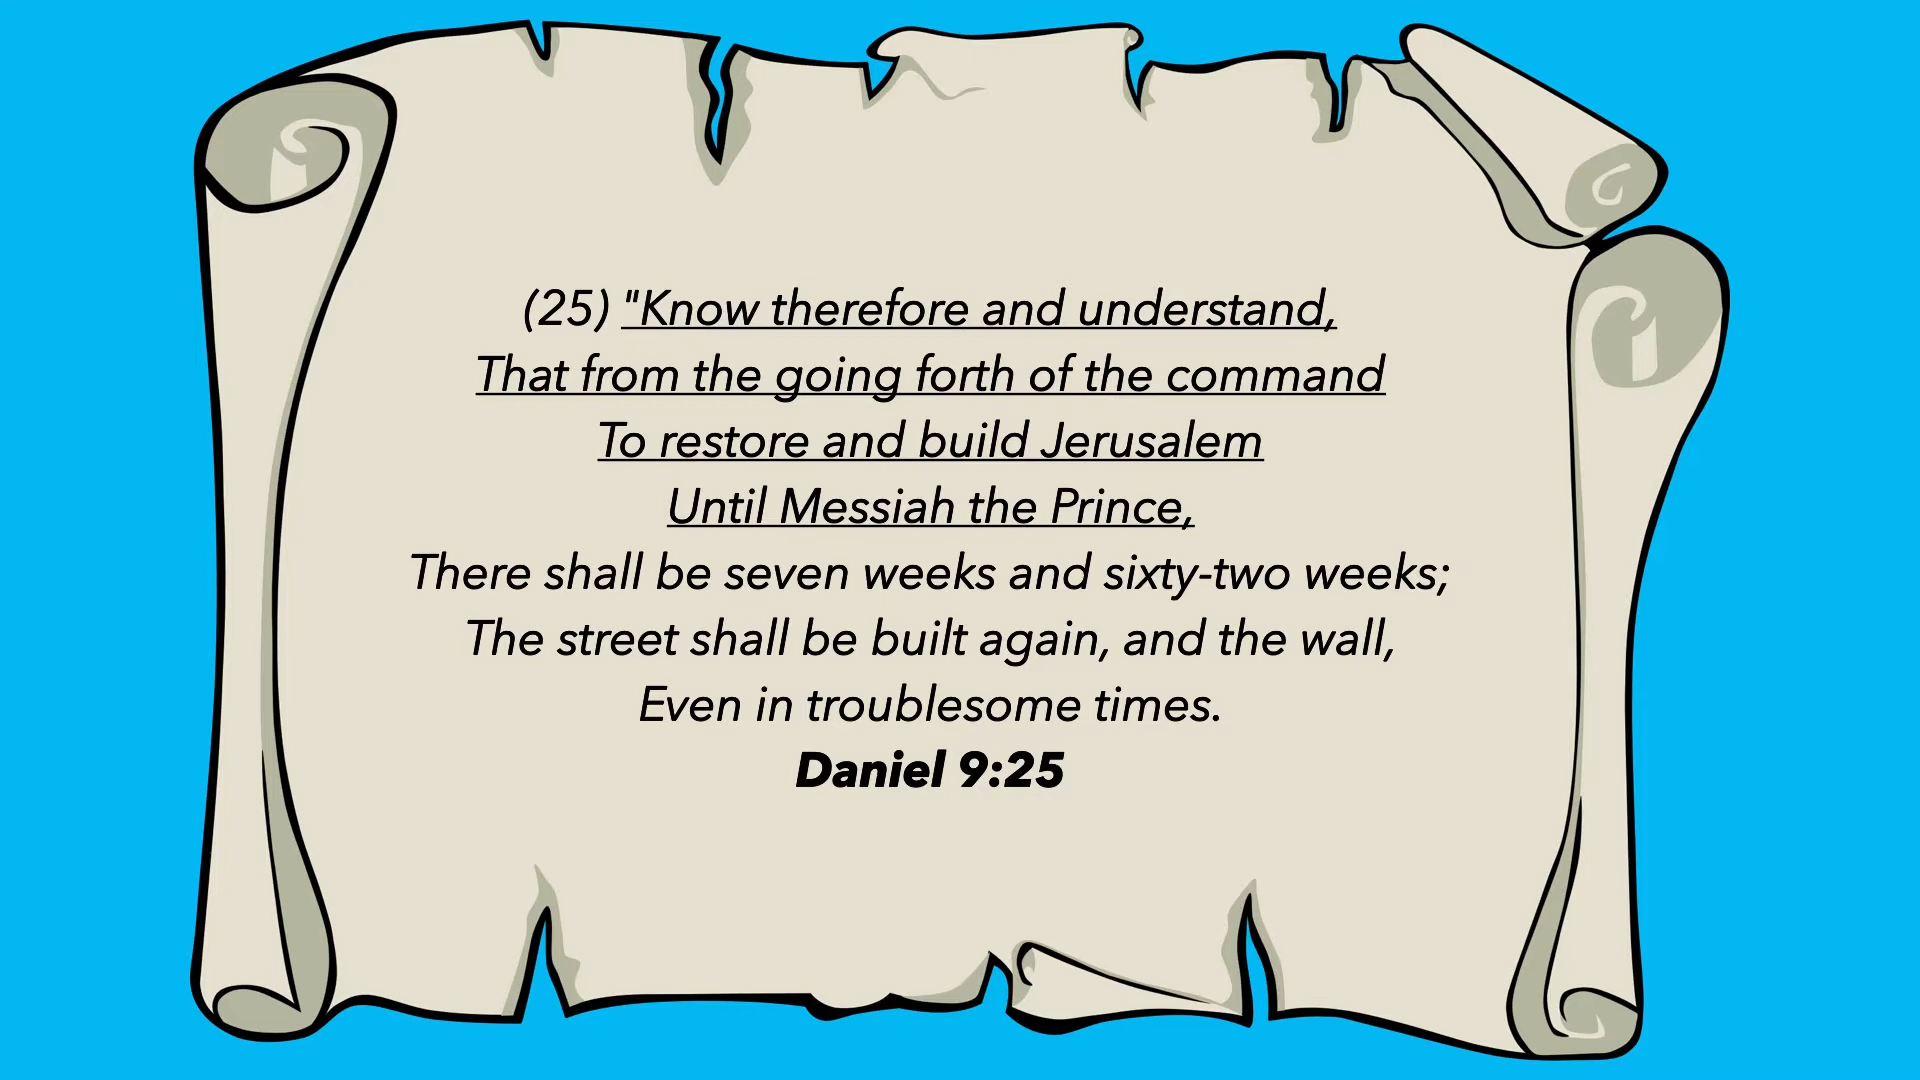 (25) "Know therefore and understand,
That from the going forth of the command
To restore and build Jerusalem
Until Messiah the Prince,
There shall be seven weeks and sixty-two weeks;
The street shall be built again, and the wall,
Even in troublesome times.
Daniel 9:25